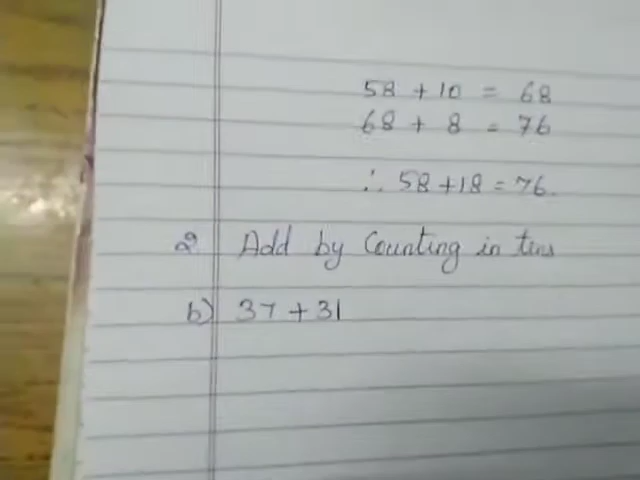 58 + 10 = 68
68 + 8 = 76
∴ 58 + 18 = 76.
2 Add by Counting in tens
b) 37 + 31